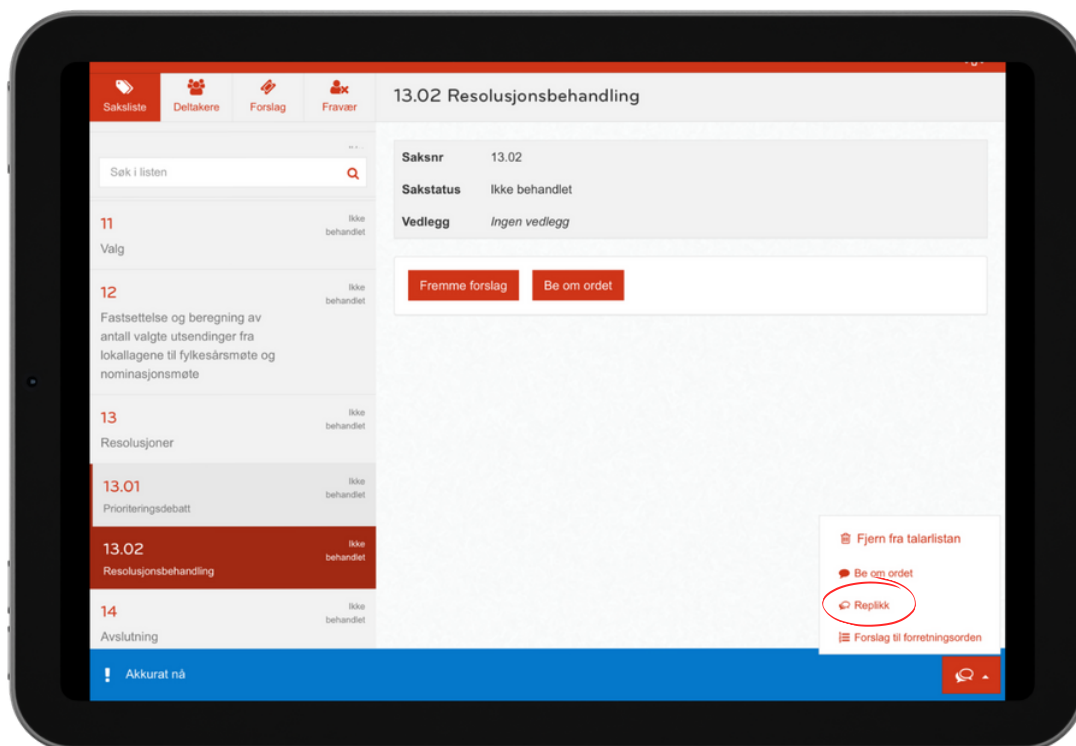 Saksliste
Deltakere
Forslag
Fravær
13.02 Resolusjonsbehandling
Søk i listen
11
Ikke
behandlet
Valg
12
Ikke
behandlet
Fastsettelse og beregning av
antall valgte utsendinger fra
lokallagene til fylkesårsmøte og
nominasjonsmøte
13
Ikke
behandlet
Resolusjoner
13.01
Ikke
behandlet
Prioriteringsdebatt
13.02
Ikke
behandlet
Resolusjonsbehandling
14
Ikke
behandlet
Avslutning
Saksnr 13.02
Sakstatus Ikke behandlet
Vedlegg Ingen vedlegg
Fremme forslag
Be om ordet
Fjern fra talarlistan
Be om ordet
Replikk
Forslag til forretningsorden
Akkurat nå